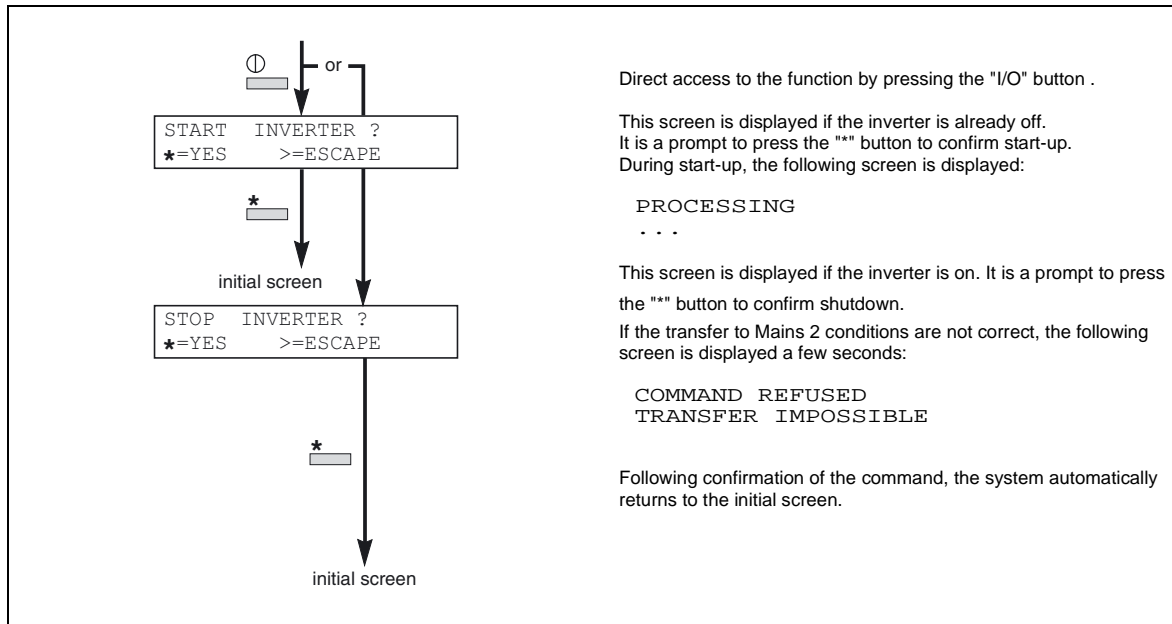 or
START INVERTER ?
*=YES >=ESCAPE
*
initial screen
STOP INVERTER ?
*=YES >=ESCAPE
*
initial screen
Direct access to the function by pressing the "I/O" button .
This screen is displayed if the inverter is already off.
It is a prompt to press the "*" button to confirm start-up.
During start-up, the following screen is displayed:
PROCESSING
...
This screen is displayed if the inverter is on. It is a prompt to press
the "*" button to confirm shutdown.
If the transfer to Mains 2 conditions are not correct, the following
screen is displayed a few seconds:
COMMAND REFUSED
TRANSFER IMPOSSIBLE
Following confirmation of the command, the system automatically
returns to the initial screen.